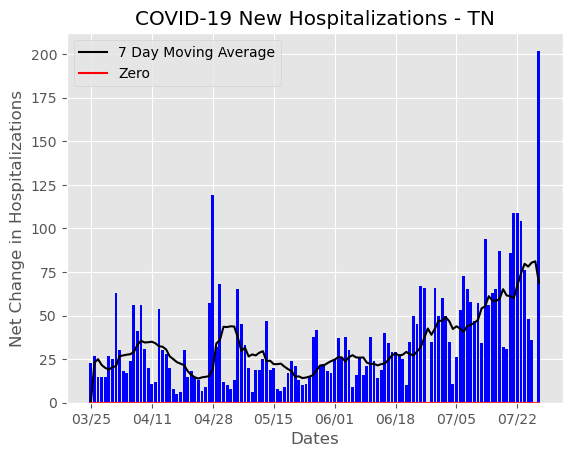 COVID-19 New Hospitalizations - TN
7 Day Moving Average
Zero
Net Change in Hospitalizations
200
175
150
125
100
75
50
25
0
03/25 04/11 04/28 05/15 06/01 06/18 07/05 07/22
Dates